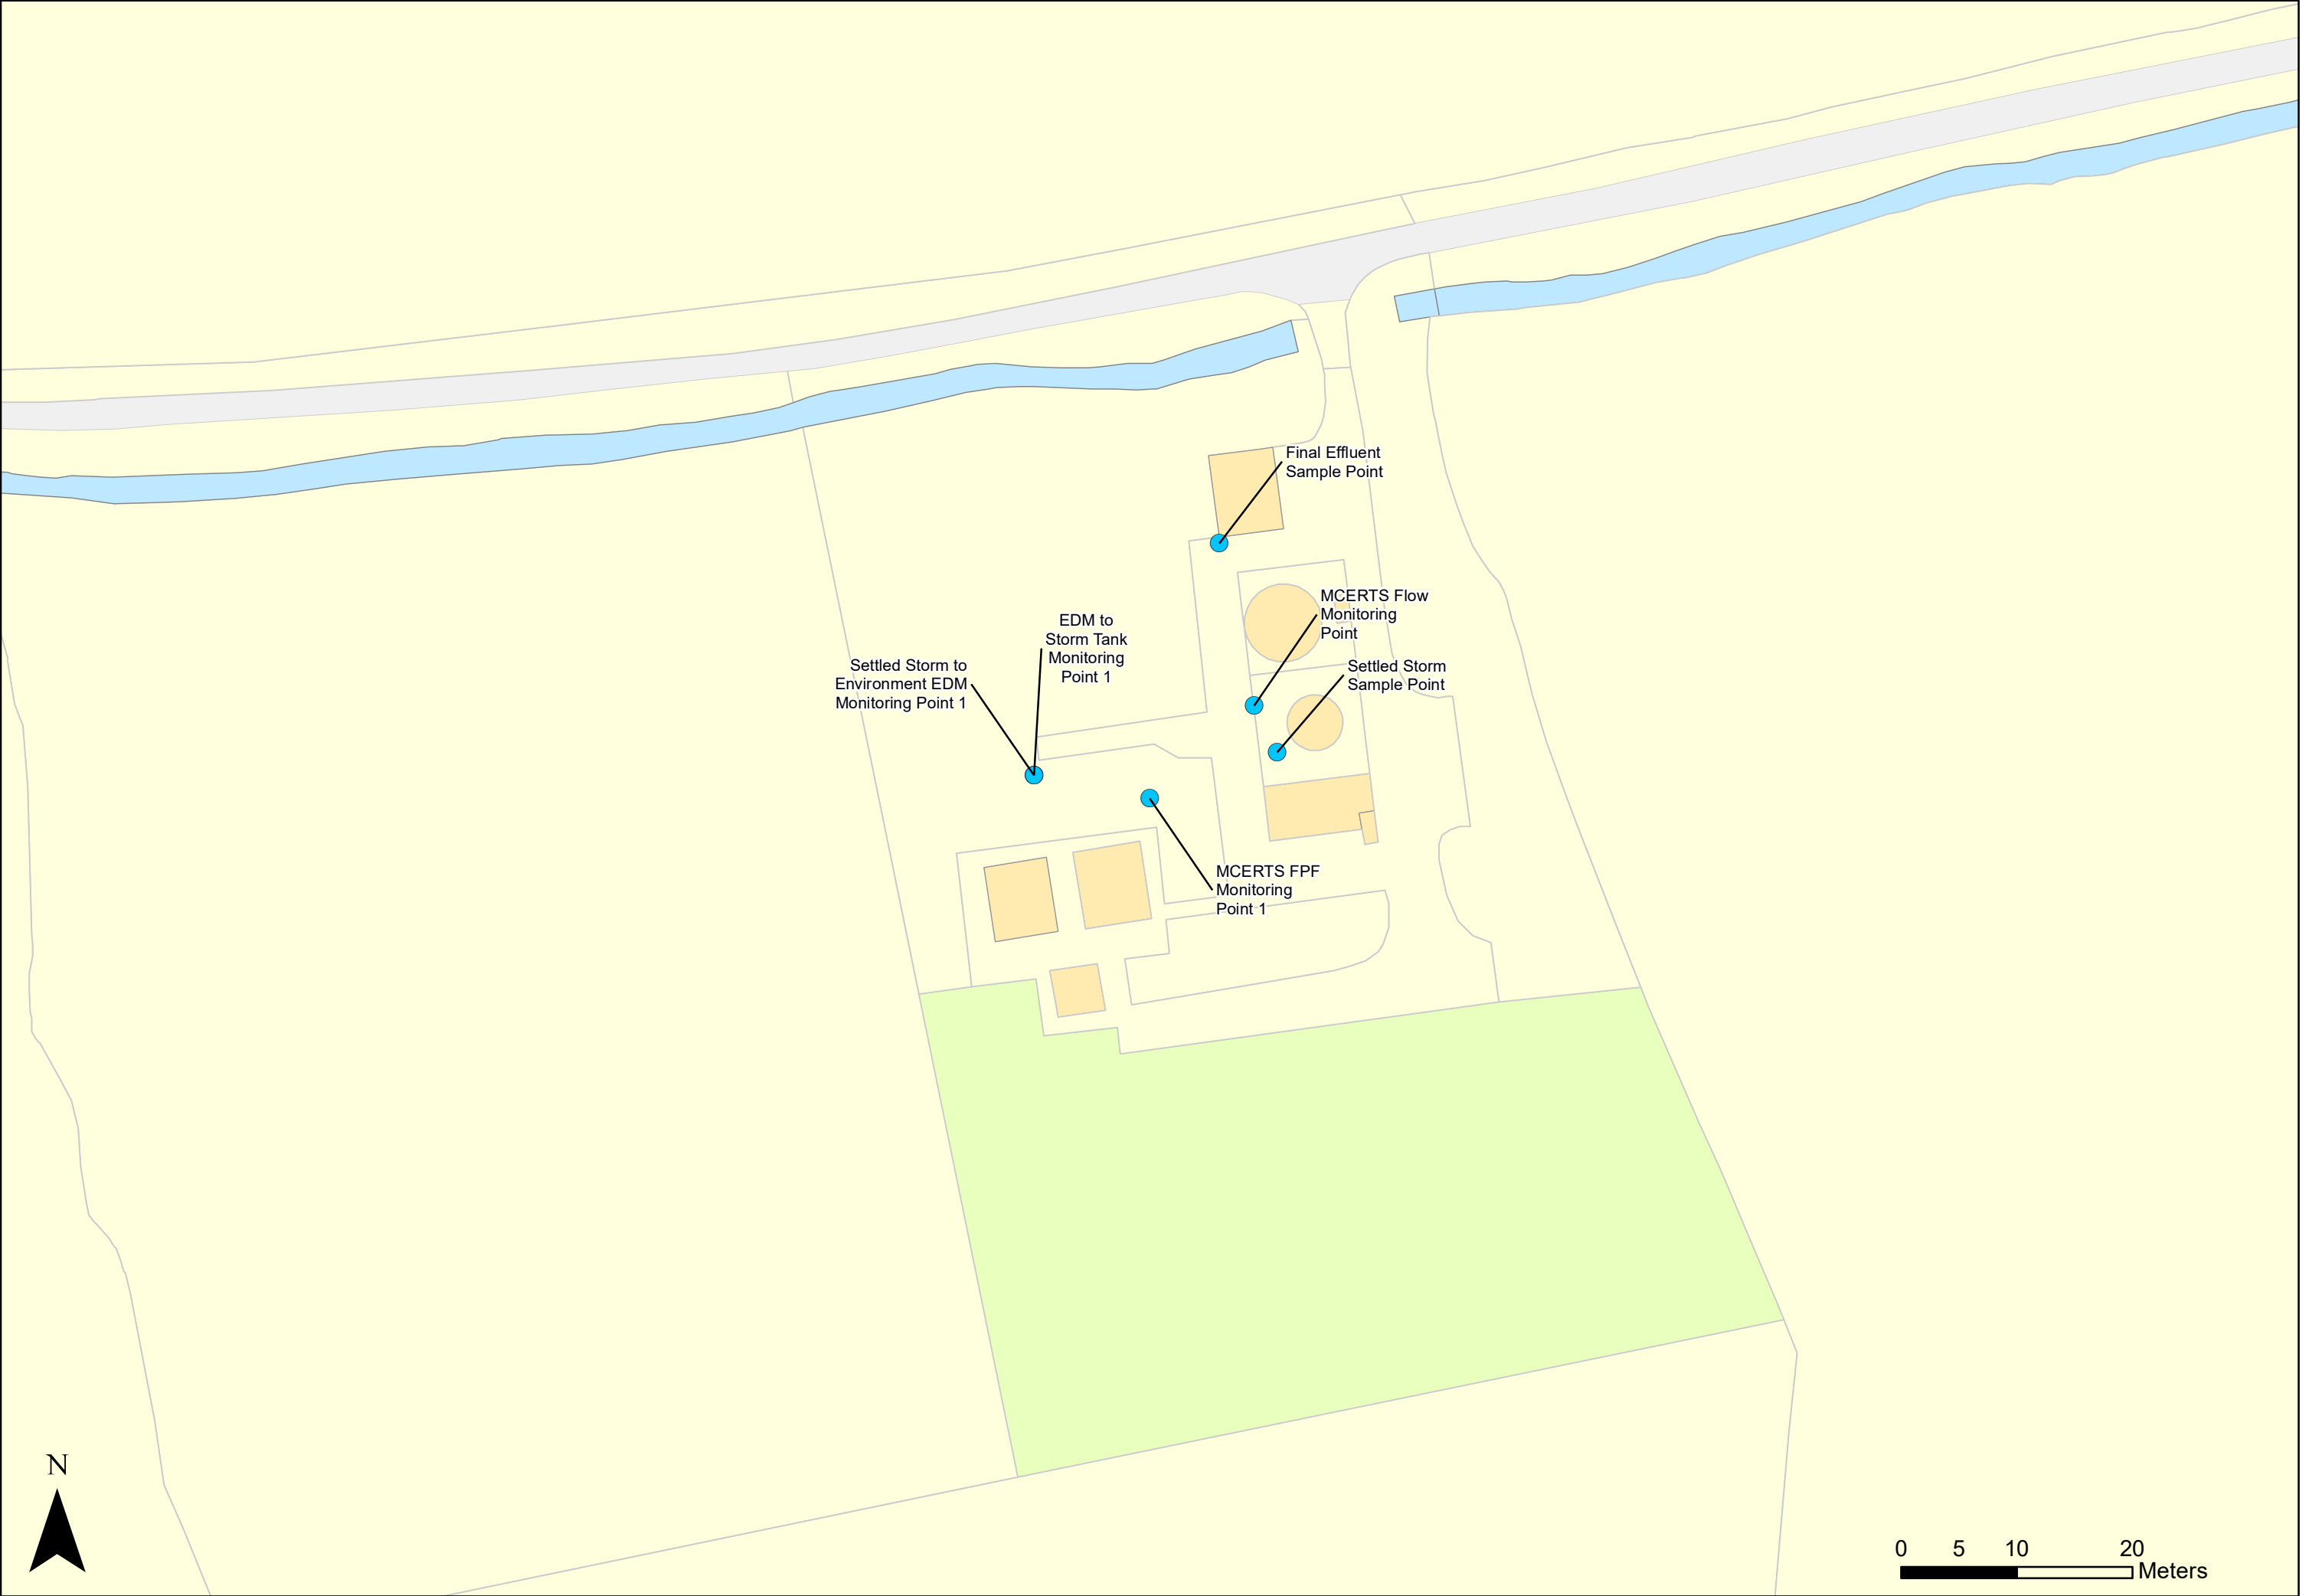 Final Effluent
Sample Point
MCERTS Flow
Monitoring
Point
EDM to
Storm Tank
Monitoring
Point 1
Settled Storm to
Environment EDM
Monitoring Point 1
Settled Storm
Sample Point
MCERTS FPF
Monitoring
Point 1
N
0 5 10 20
Meters